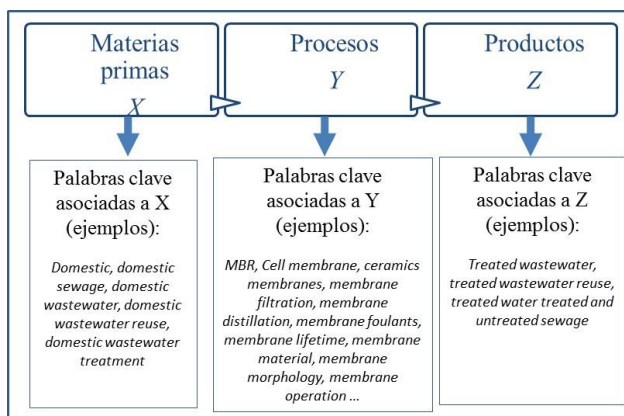 Materias
primas
X
Procesos
Y
Productos
Z
Palabras clave
asociadas a X
(ejemplos):
Domestic, domestic
sewage, domestic
wastewater, domestic
wastewater reuse,
domestic wastewater
treatment
Palabras clave
asociadas a Y
(ejemplos):
MBR, Cell membrane, ceramics
membranes, membrane
filtration, membrane
distillation, membrane foulants,
membrane lifetime, membrane
material, membrane
morphology, membrane
operation ...
Palabras clave
asociadas a Z
(ejemplos):
Treated wastewater,
treated wastewater reuse,
treated water treated and
untreated sewage